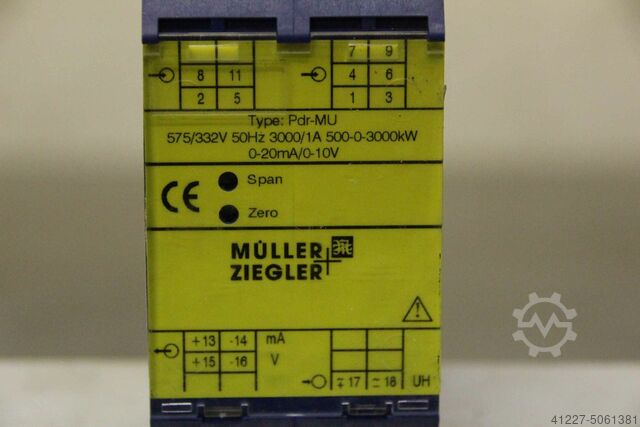 7 9
8 11 4 6
2 5 1 3
Type: Pdr-MU
575/332V 50Hz 3000/1A 500-0-3000kW
0-20mA/0-10V
CE Span
Zero
MÜLLER
ZIEGLER
+13 -14 mA
+15 -16 V
17 18 UH
41227-5061381